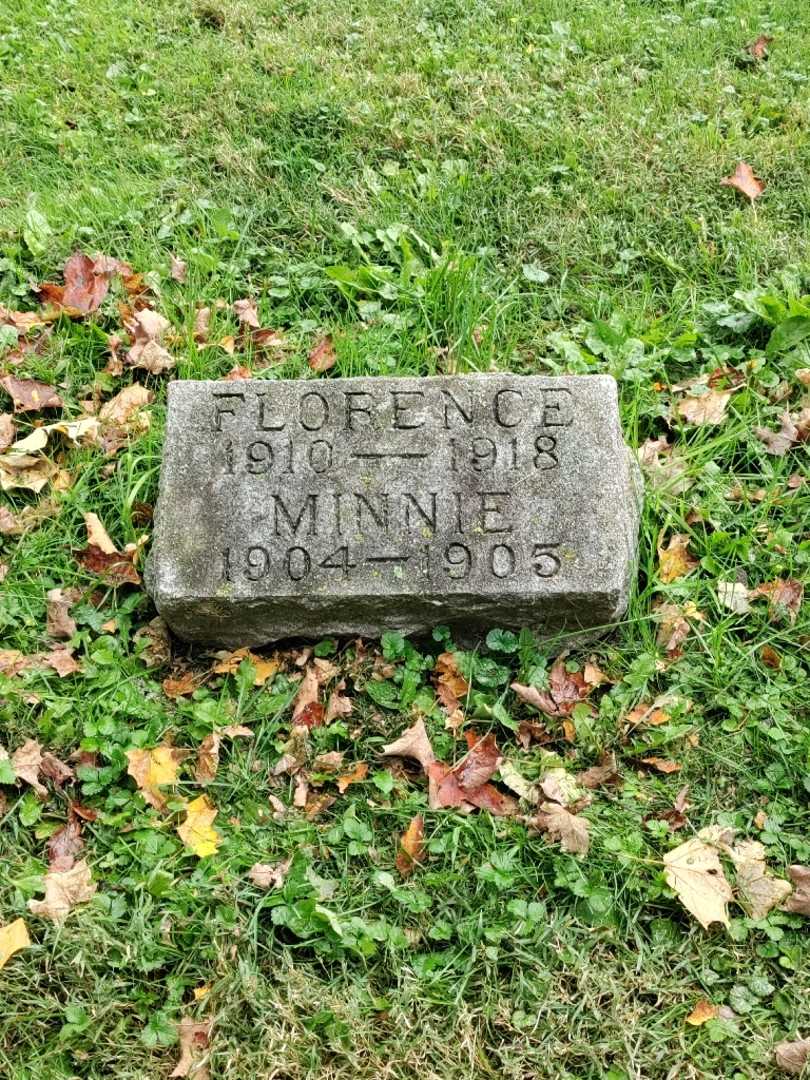 FLORENCE
1910 — 1918
MINNIE
1904 — 1905